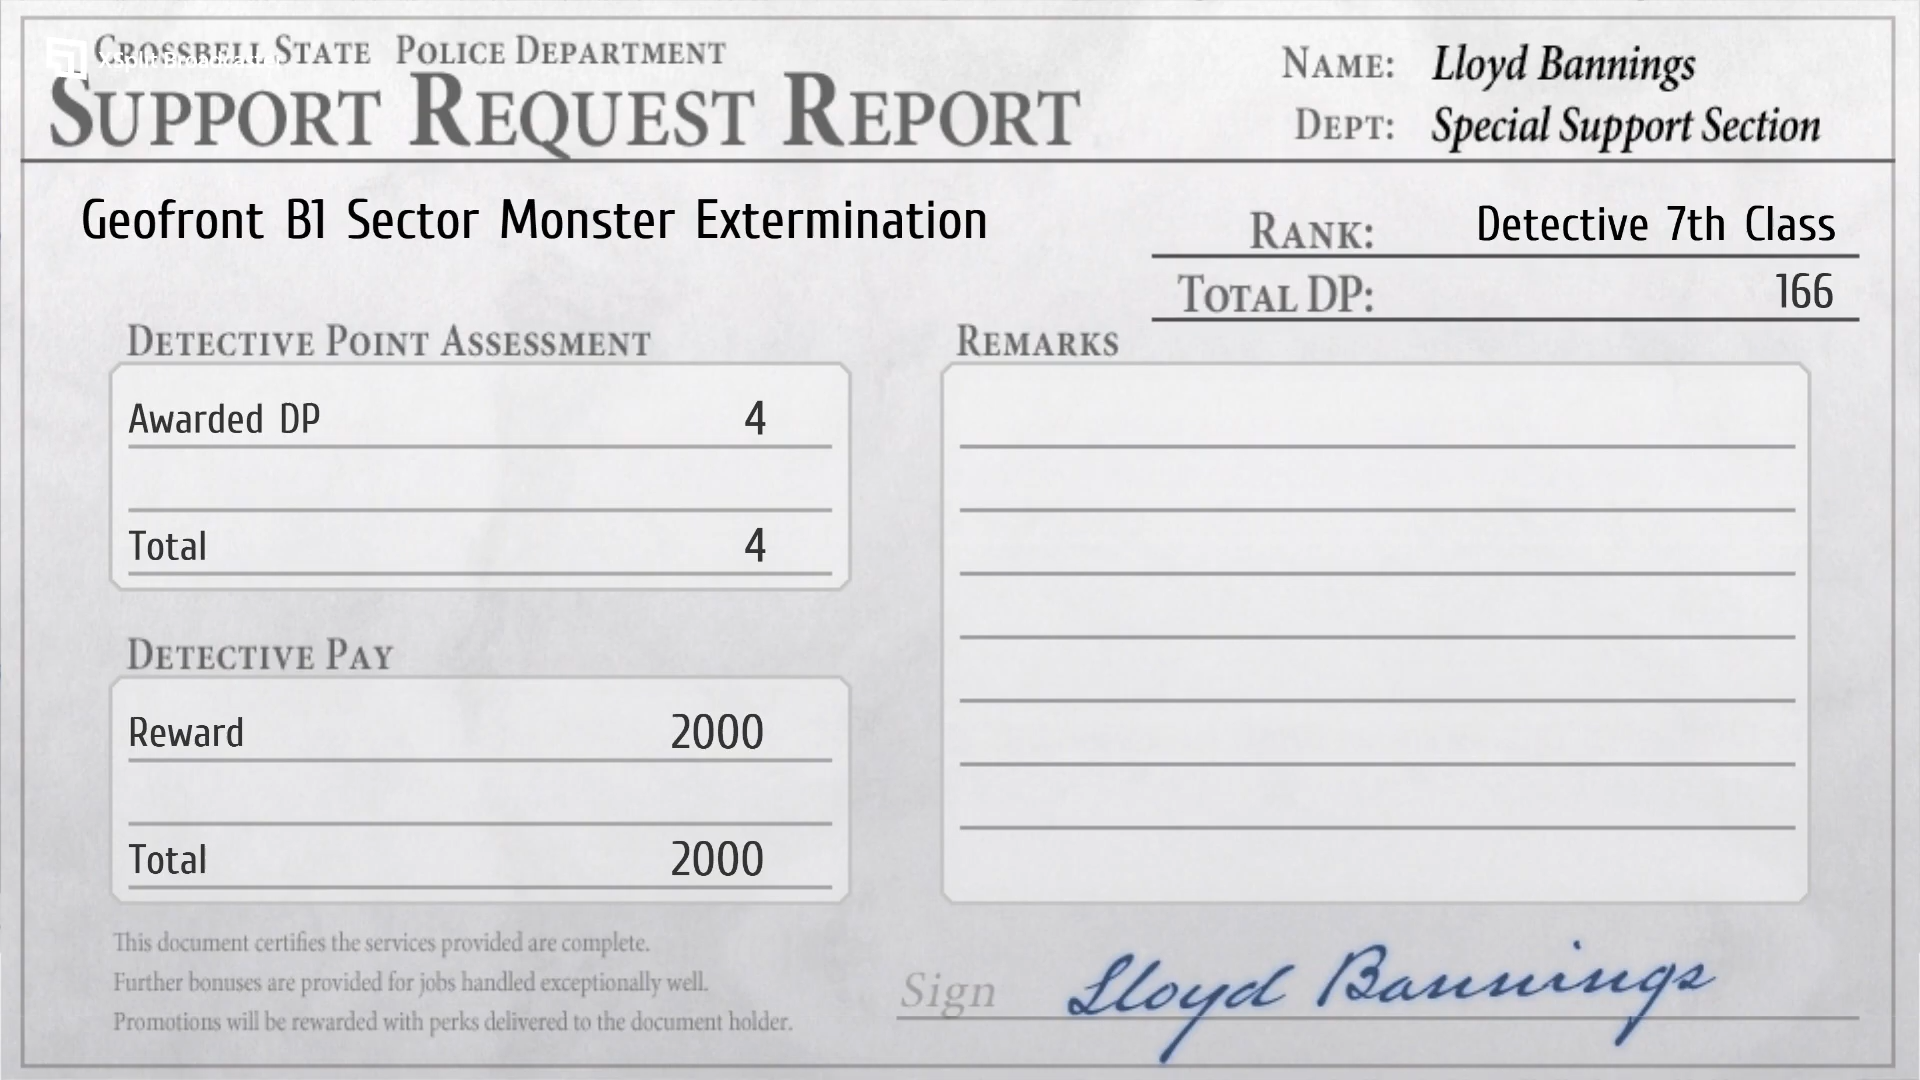 CROSSBELL STATE POLICE DEPARTMENT
XSplit Broadcaster
SUPPORT REQUEST REPORT
NAME: Lloyd Bannings
DEPT: Special Support Section
Geofront B1 Sector Monster Extermination
RANK: Detective 7th Class
TOTAL DP: 166
DETECTIVE POINT ASSESSMENT
Awarded DP 4
Total 4
DETECTIVE PAY
Reward 2000
Total 2000
REMARKS
This document certifies the services provided are complete.
Further bonuses are provided for jobs handled exceptionally well.
Promotions will be rewarded with perks delivered to the document holder.
Sign Lloyd Bannings